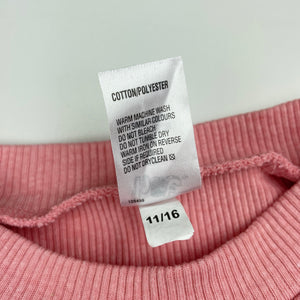 COTTON/POLYESTER
WARM MACHINE WASH
WITH SIMILAR COLOURS
DO NOT BLEACH
DO NOT TUMBLE DRY
WARM IRON ON REVERSE
SIDE IF REQUIRED
DO NOT DRYCLEAN
11/16